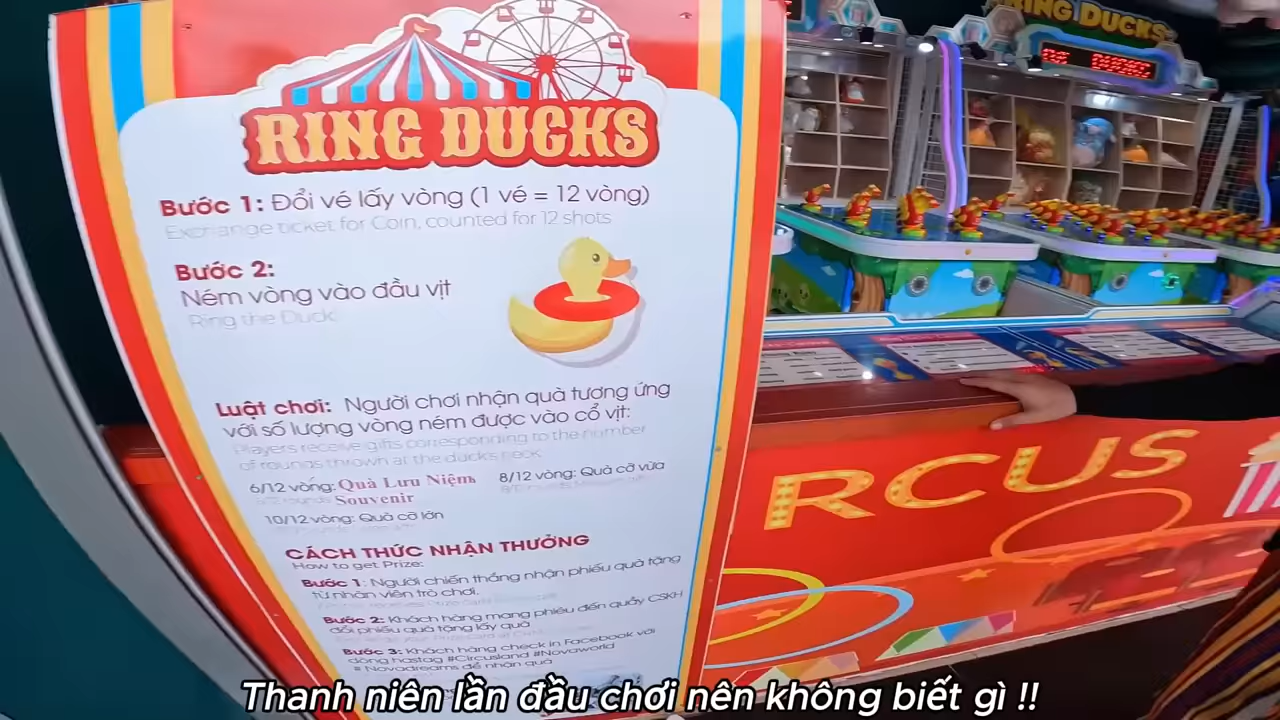 RING DUCKS
Bước 1: Đổi vé lấy vòng (1 vé = 12 vòng)
Exchange ticket for Coin, counted for 12 shots
Bước 2:
Ném vòng vào đầu vịt
Ring the Duck
Luật chơi: Người chơi nhận quà tương ứng
với số lượng vòng ném được vào cổ vịt:
Players receive gifts corresponding to the number
of rounds thrown at the duck's neck
6/12 vòng: Quà Lưu Niệm
Souvenir
8/12 vòng: Quà cỡ vừa
10/12 vòng: Quà cỡ lớn
CÁCH THỨC NHẬN THƯỞNG
How to get Prize:
Bước 1: Người chiến thắng nhận phiếu quà tặng
từ nhân viên trò chơi.
Bước 2: Khách hàng mang phiếu đến quầy CSKH
đổi phiếu quà tặng lấy quà
Bước 3: Khách hàng check in Facebook với
dòng hastag #Circusland #Novaworld
#Novadreams để nhận quà
RING DUCKS
DUCK
RCUS
Thanh niên lần đầu chơi nên không biết gì !!